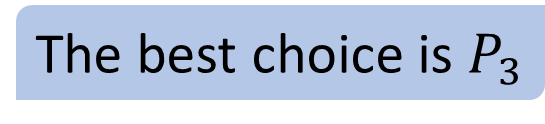 The best choice is P₃